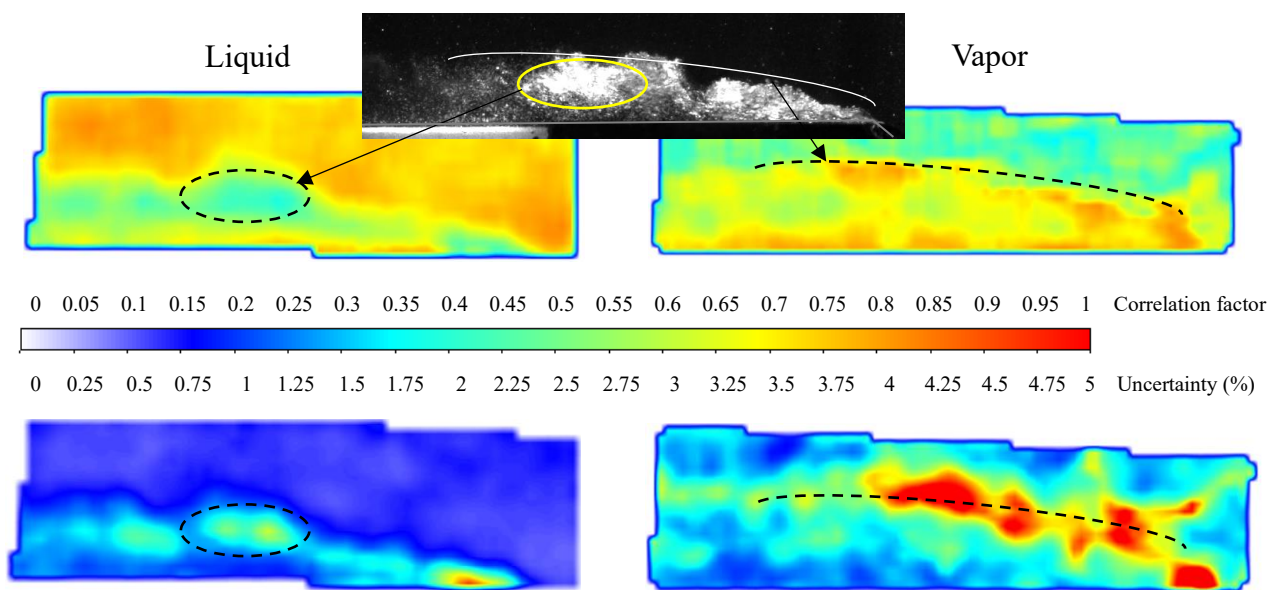 Liquid
Vapor
0 0.05 0.1 0.15 0.2 0.25 0.3 0.35 0.4 0.45 0.5 0.55 0.6 0.65 0.7 0.75 0.8 0.85 0.9 0.95 1 Correlation factor
0 0.25 0.5 0.75 1 1.25 1.5 1.75 2 2.25 2.75 3 3.25 3.5 3.75 4 4.25 4.5 4.75 5 Uncertainty (%)